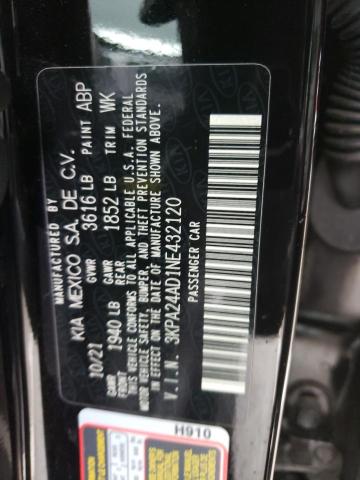 MANUFACTURED BY
KIA MEXICO S.A. DE C.V.
10/21 GVWR 3616 LB PAINT ABP
GAWR FRONT 1940 LB GAWR REAR 1852 LB TRIM WK
THIS VEHICLE CONFORMS TO ALL APPLICABLE U.S.A. FEDERAL
MOTOR VEHICLE SAFETY, BUMPER, AND THEFT PREVENTION STANDARDS
IN EFFECT ON THE DATE OF MANUFACTURE SHOWN ABOVE.
V.I.N. 3KPA24AD1NE432120
PASSENGER CAR
H910